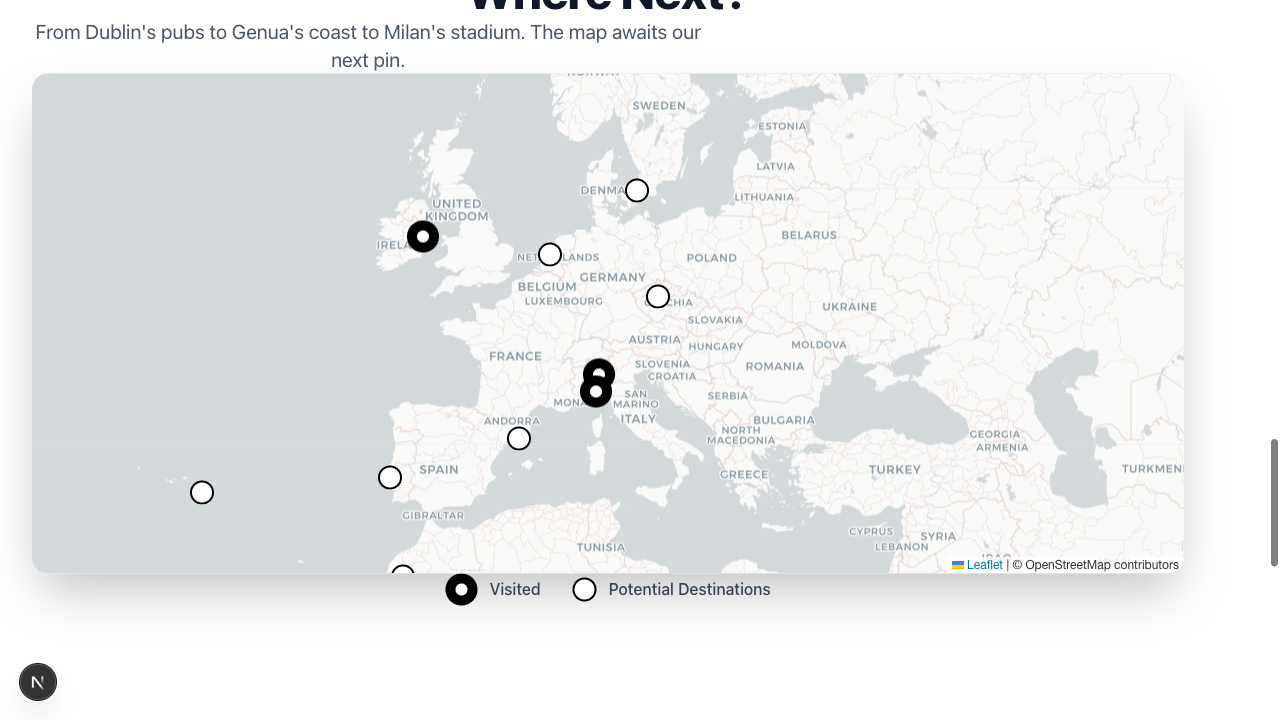 Where Next?
From Dublin's pubs to Genua's coast to Milan's stadium. The map awaits our
next pin.
NORWAY
SWEDEN
ESTONIA
LATVIA
DENMA
LITHUANIA
UNITED
KINGDOM
IRELA
BELARUS
NET LANDS
POLAND
GERMANY
BELGIUM
LUXEMBOURG
CHIA
UKRAINE
SLOVAKIA
AUSTRIA
HUNGARY
MOLDOVA
FRANCE
SLOVENIA
ROMANIA
CROATIA
SAN
MARINO
SERBIA
MONA
ITALY
ANDORRA
BULGARIA
NORTH
MACEDONIA
GEORGIA
ARMENIA
SPAIN
GREECE
TURKEY
TURKMEN
GIBRALTAR
CYPRUS
SYRIA
LEBANON
TUNISIA
IRAQ
Leaflet | © OpenStreetMap contributors
Visited
Potential Destinations
N